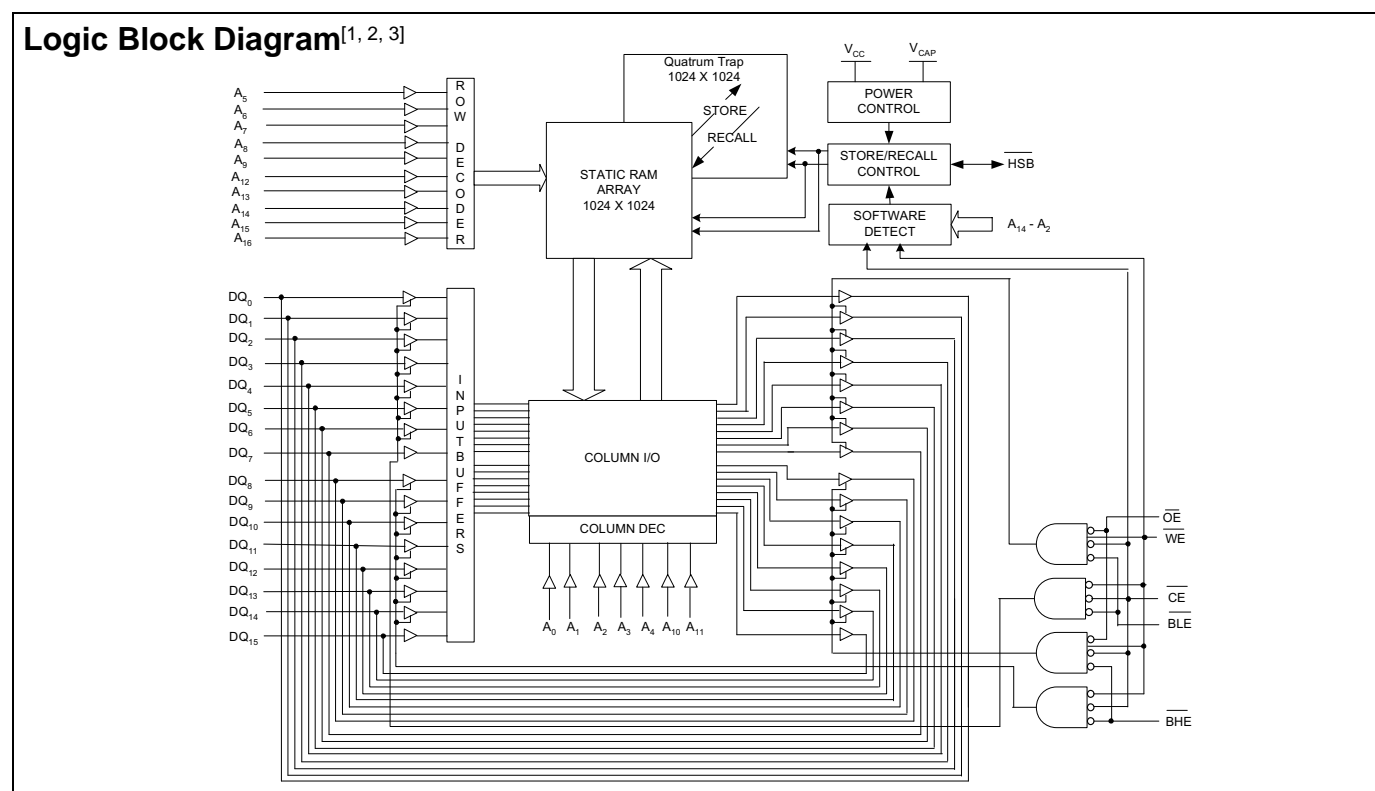 Logic Block Diagram[1, 2, 3]
Quatrum Trap
1024 X 1024
STORE
RECALL
VCC
VCAP
POWER
CONTROL
STORE/RECALL
CONTROL
HSB
SOFTWARE
DETECT
A14 - A2
A5
A6
A7
A8
A9
A12
A13
A14
A15
A16
ROW DECODER
STATIC RAM
ARRAY
1024 X 1024
DQ0
DQ1
DQ2
DQ3
DQ4
DQ5
DQ6
DQ7
DQ8
DQ9
DQ10
DQ11
DQ12
DQ13
DQ14
DQ15
INPUT BUFFERS
COLUMN I/O
COLUMN DEC
A0
A1
A2
A3
A4
A10
A11
OE
WE
CE
BLE
BHE